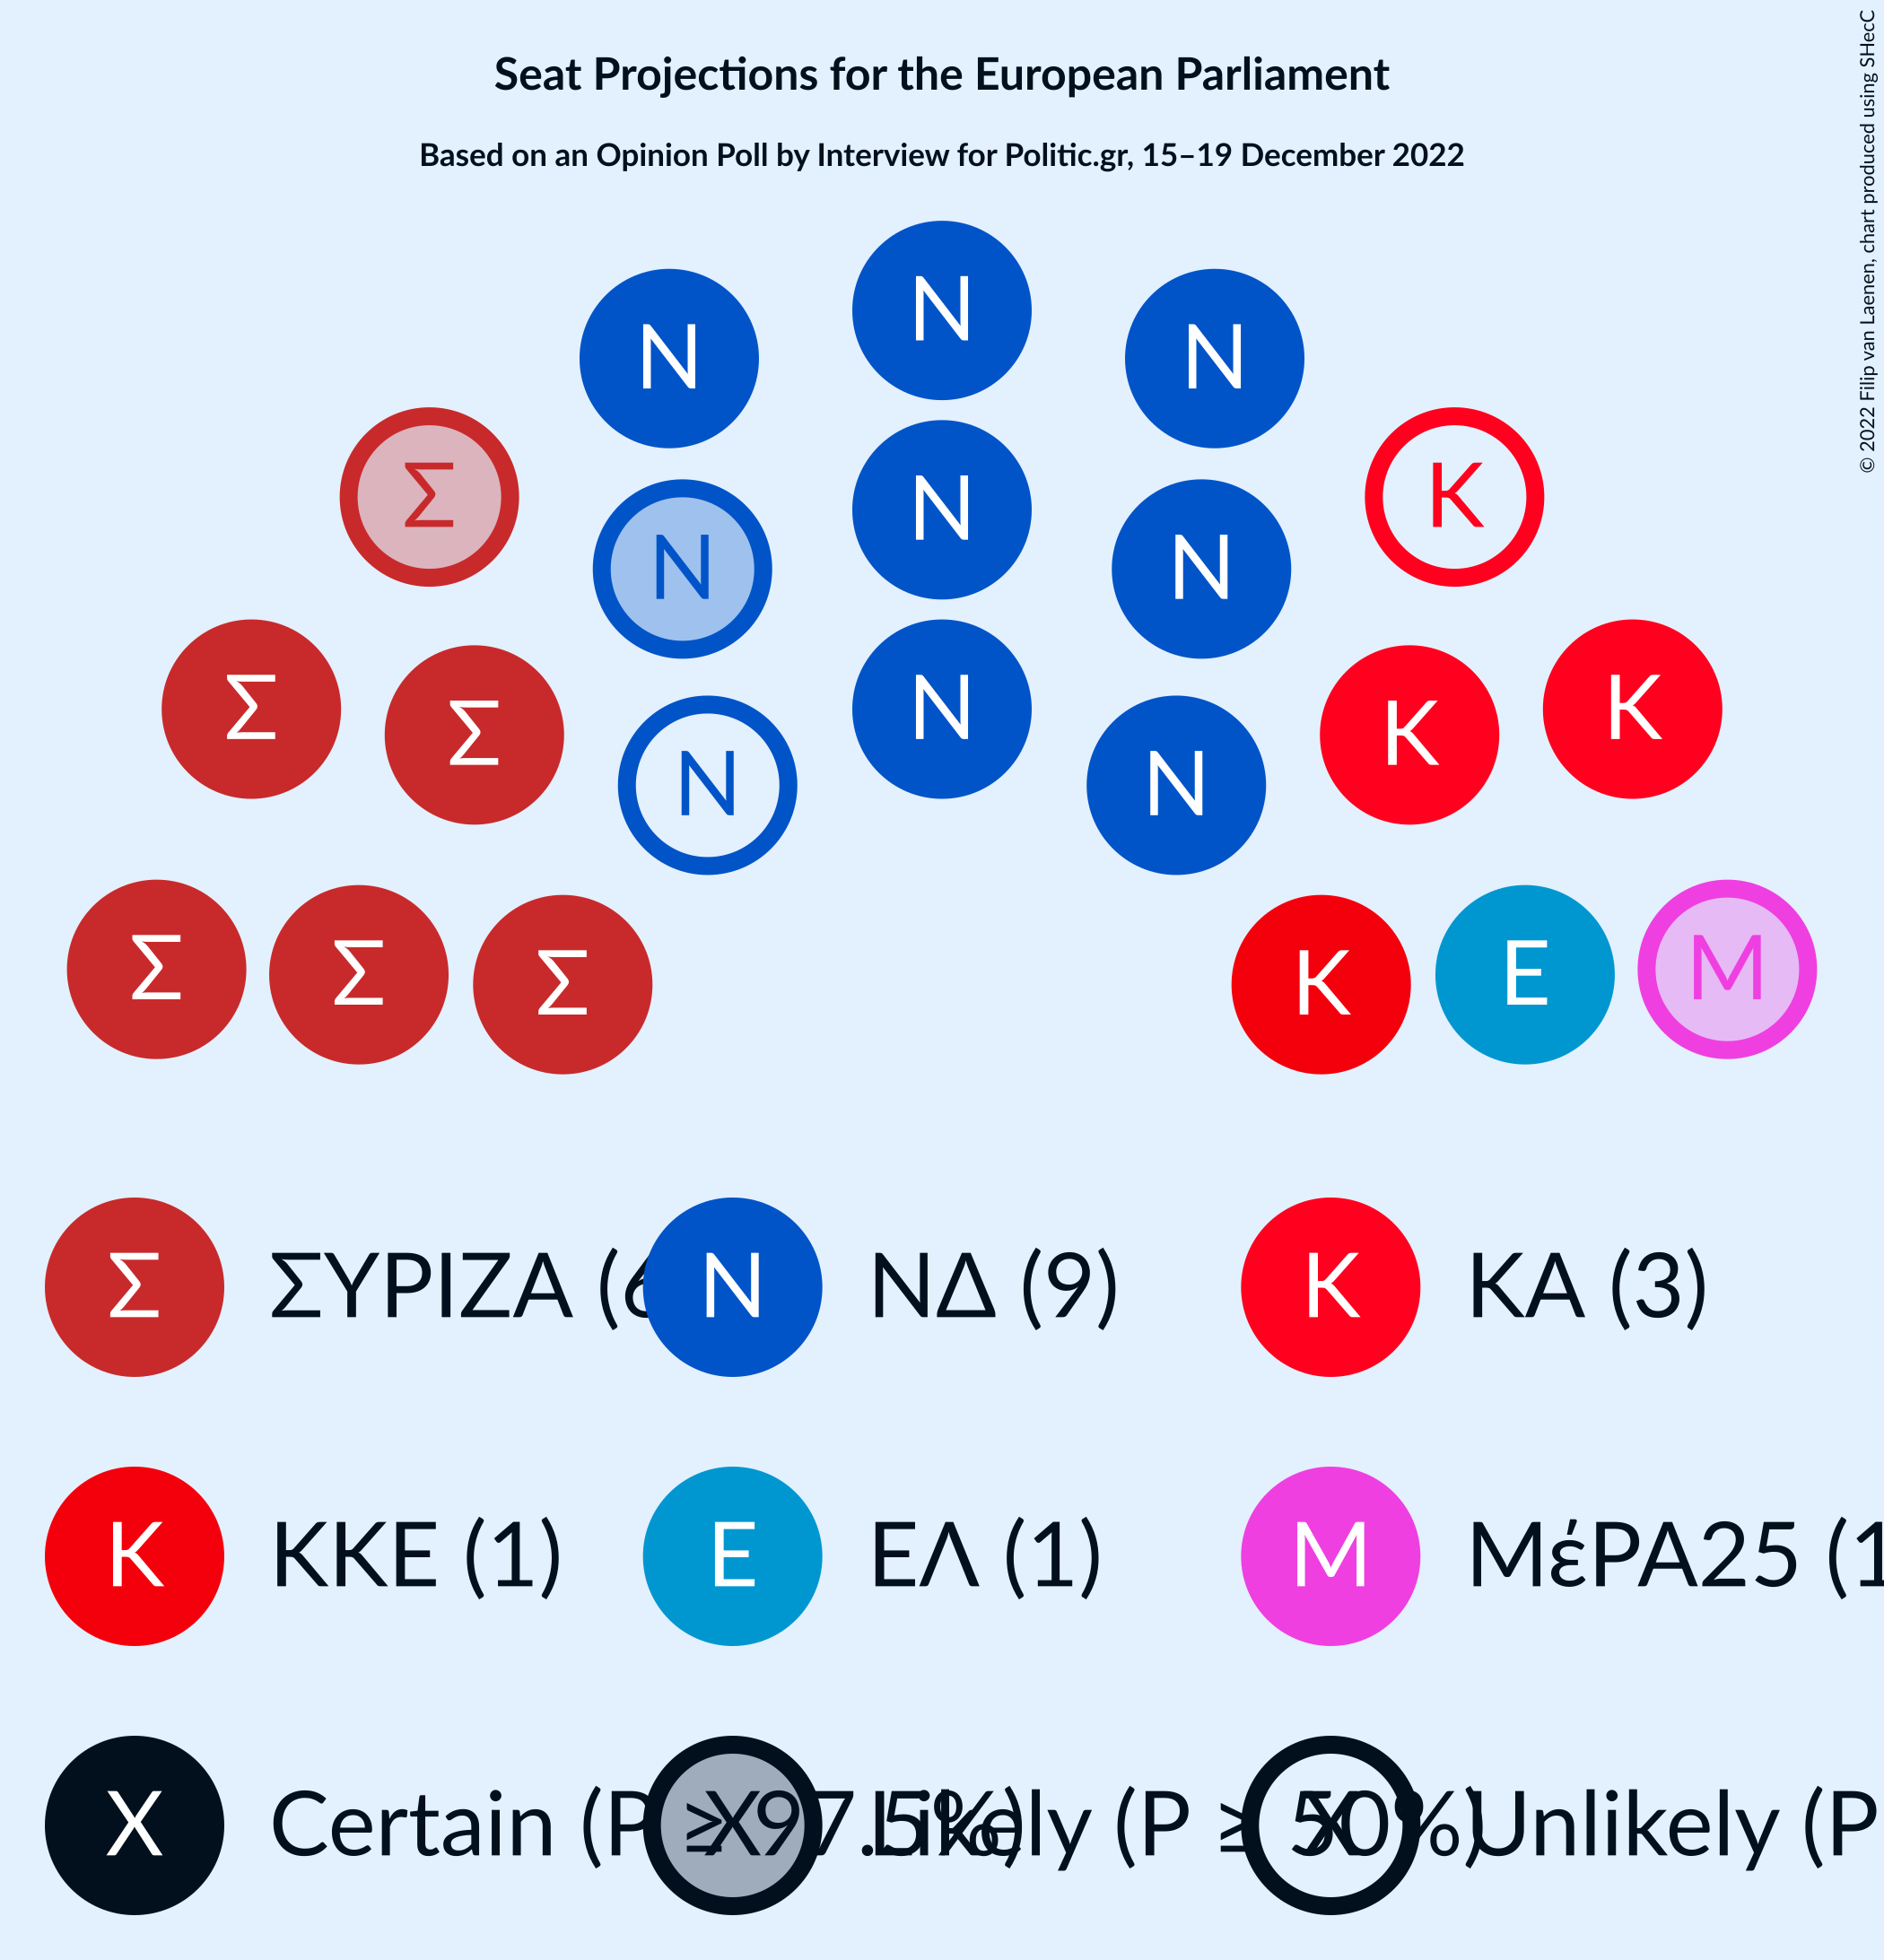 Seat Projections for the European Parliament
Based on an Opinion Poll by Interview for Politic.gr, 15–19 December 2022
© 2022 Filip van Laenen, chart produced using SHecC
N
N N
Σ K
N
N N
Σ K
Σ K
N
N N
Σ M
Σ E
Σ K
Σ ΣΥΡΙΖΑ (6 N ΝΔ (9) K ΚΑ (3)
K ΚΚΕ (1) E ΕΛ (1) M ΜέΡΑ25 (1
X Certain (P ≥ 97.5%) X Likely (P ≥ 50%) X Unlikely (P